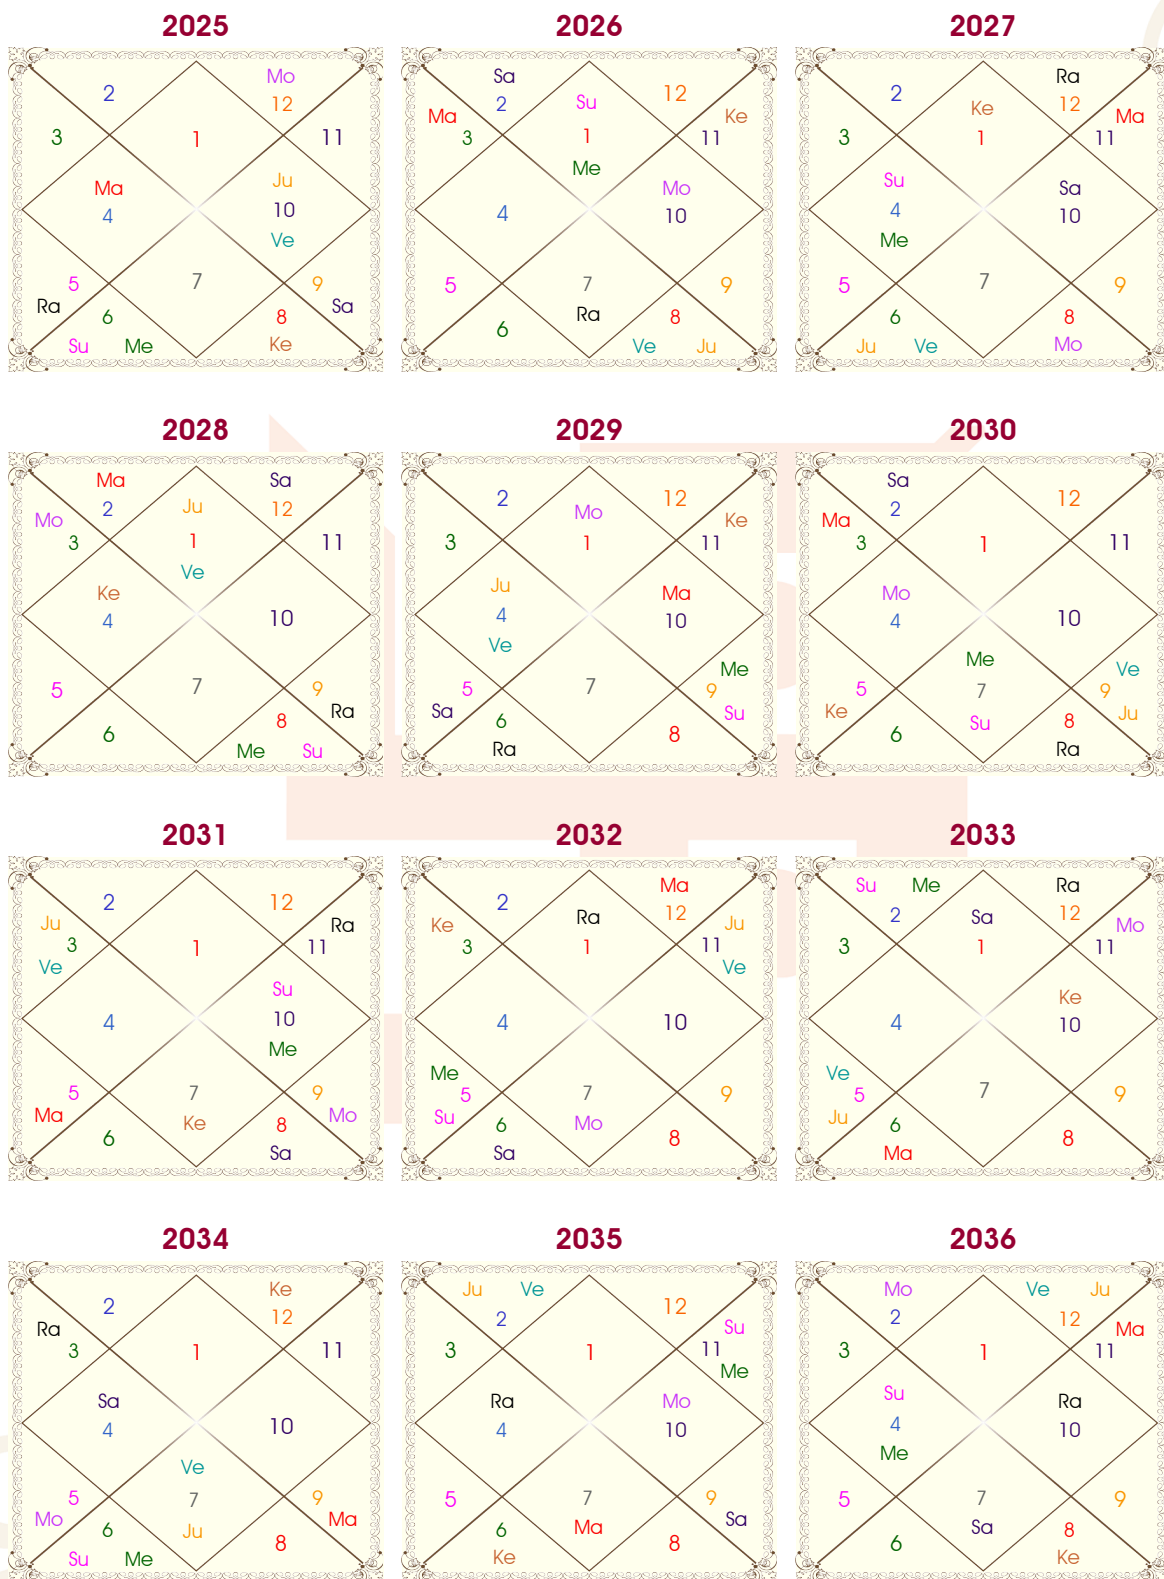 2025 2026 2027
Mo Sa Ra
2 12 2 Su 12 2 Ke 12
Ma Ke Ma
3 1 11 3 1 11 3 1 11
Me
Ma Ju Mo Su Sa
4 10 4 10 4 10
Ve Me
5 7 9 5 7 9 5 7 9
Ra Sa Ra
6 8 6 8 6 8
Su Me Ke Ve Ju Ju Ve Mo
2028 2029 2030
Ma Sa Sa
2 Ju 12 2 Mo 12 2 12
Mo Ke Ma
3 1 11 3 1 11 3 1 11
Ve
Ke Ju Ma Mo
4 10 4 10 4 10
Ve
Me Me Ve
5 7 9 5 7 9 5 7 9
Ra Sa Su Ke Su Ju
6 8 6 8 6 8
Me Su Ra Ra
2031 2032 2033
Ma Su Me Ra
2 12 2 Ra 12 2 Sa 12
Ju Ra Ke Ju Mo
3 1 11 3 1 11 3 1 11
Ve Ve
Su Ke
4 10 4 10 4 10
Me
Me Ve
5 7 9 5 7 9 5 7 9
Ma Ke Mo Su Mo Ju
6 8 6 8 6 8
Sa Sa Ma
2034 2035 2036
Ke Ju Ve Mo Ve Ju
2 12 2 12 2 12
Ra Su Ma
3 1 11 3 1 11 3 1 11
Me
Sa Ra Mo Su Ra
4 10 4 10 4 10
Ve Me
5 7 9 5 7 9 5 7 9
Mo Ju Ma Ma Sa Sa
6 8 6 8 6 8
Su Me Ke Ke